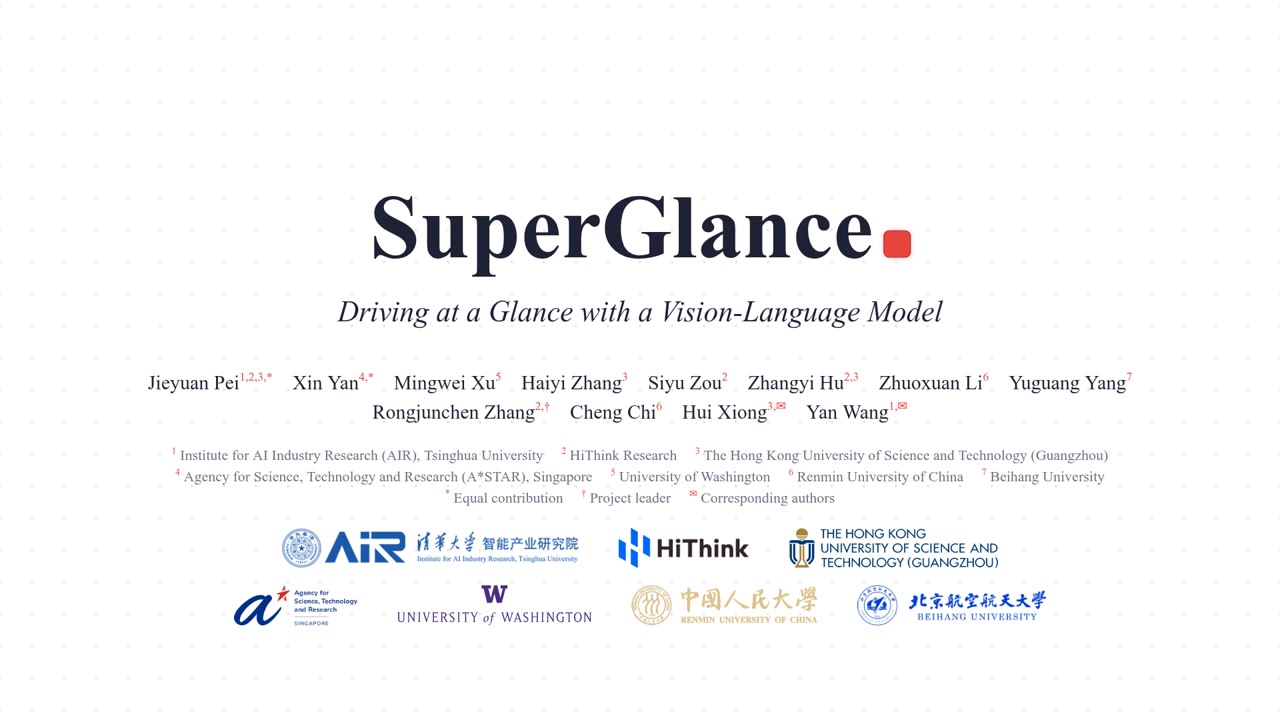 SuperGlance
Driving at a Glance with a Vision-Language Model
Jieyuan Pei1,2,3,* Xin Yan4,* Mingwei Xu5 Haiyi Zhang3 Siyu Zou2 Zhangyi Hu2,3 Zhuoxuan Li6 Yuguang Yang7
Rongjunchen Zhang2,† Cheng Chi6 Hui Xiong3,✉ Yan Wang1,✉
1 Institute for AI Industry Research (AIR), Tsinghua University 2 HiThink Research 3 The Hong Kong University of Science and Technology (Guangzhou)
4 Agency for Science, Technology and Research (A*STAR), Singapore 5 University of Washington 6 Renmin University of China 7 Beihang University
* Equal contribution † Project leader ✉ Corresponding authors
AIR 清華大学 智能产业研究院
Institute for AI Industry Research, Tsinghua University
HiThink
THE HONG KONG
UNIVERSITY OF SCIENCE AND
TECHNOLOGY (GUANGZHOU)
a
Agency for
Science, Technology
and Research
SINGAPORE
W
UNIVERSITY of WASHINGTON
中國人民大學
RENMIN UNIVERSITY OF CHINA
北京航空航天大学
BEIHANG UNIVERSITY